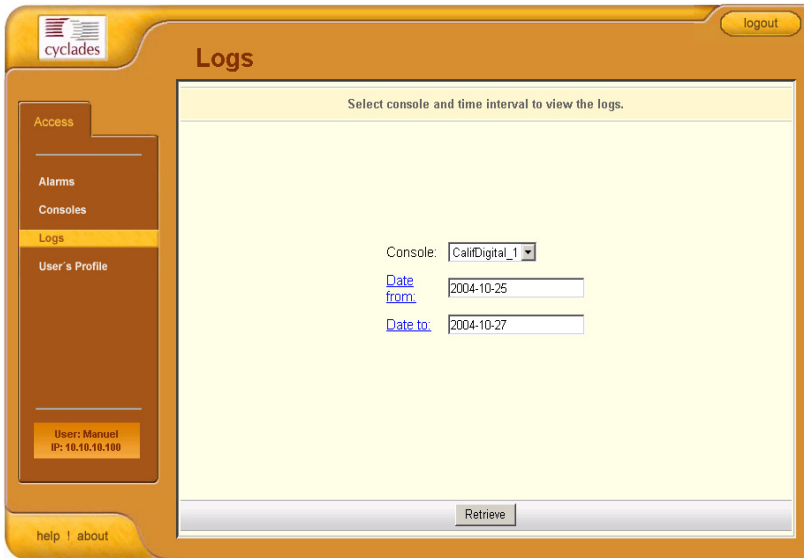 cyclades
logout
Logs
Select console and time interval to view the logs.
Access
Alarms
Consoles
Logs
User´s Profile
Console: CalifDigital_1
Date from: 2004-10-25
Date to: 2004-10-27
User: Manuel
IP: 10.10.10.100
Retrieve
help ! about